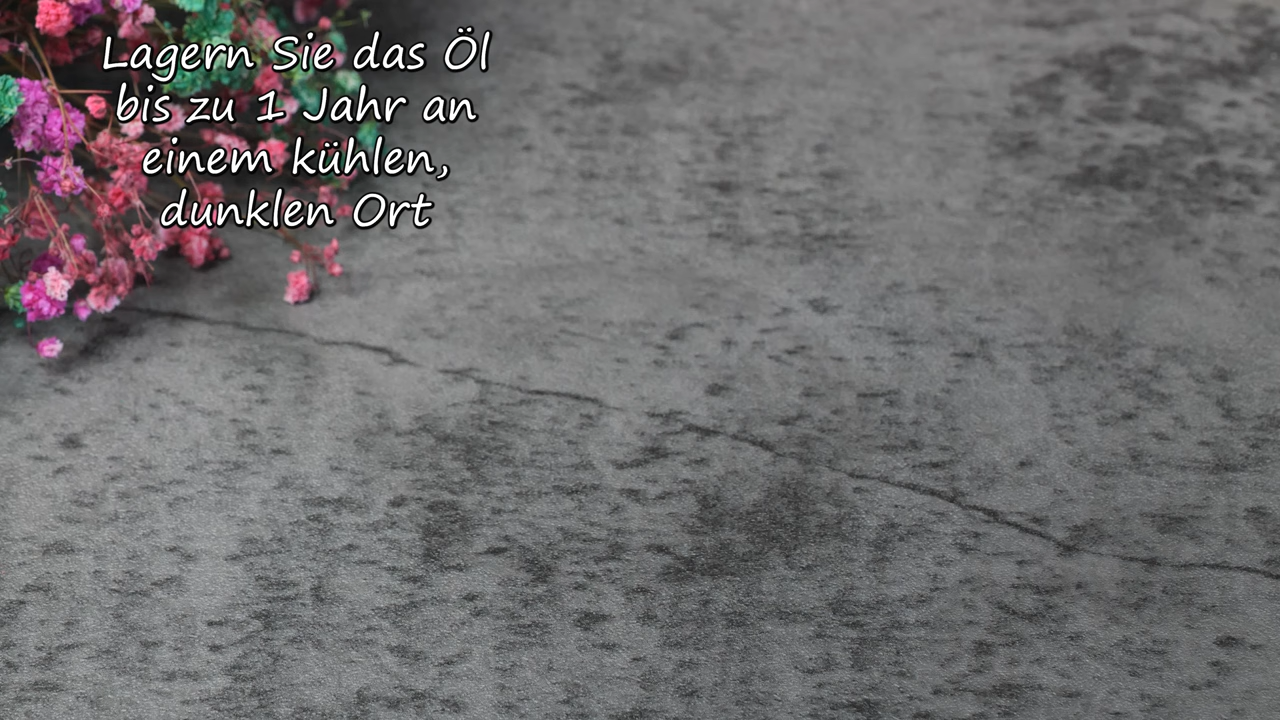 Lagern Sie das Öl
bis zu 1 Jahr an
einem kühlen,
dunklen Ort